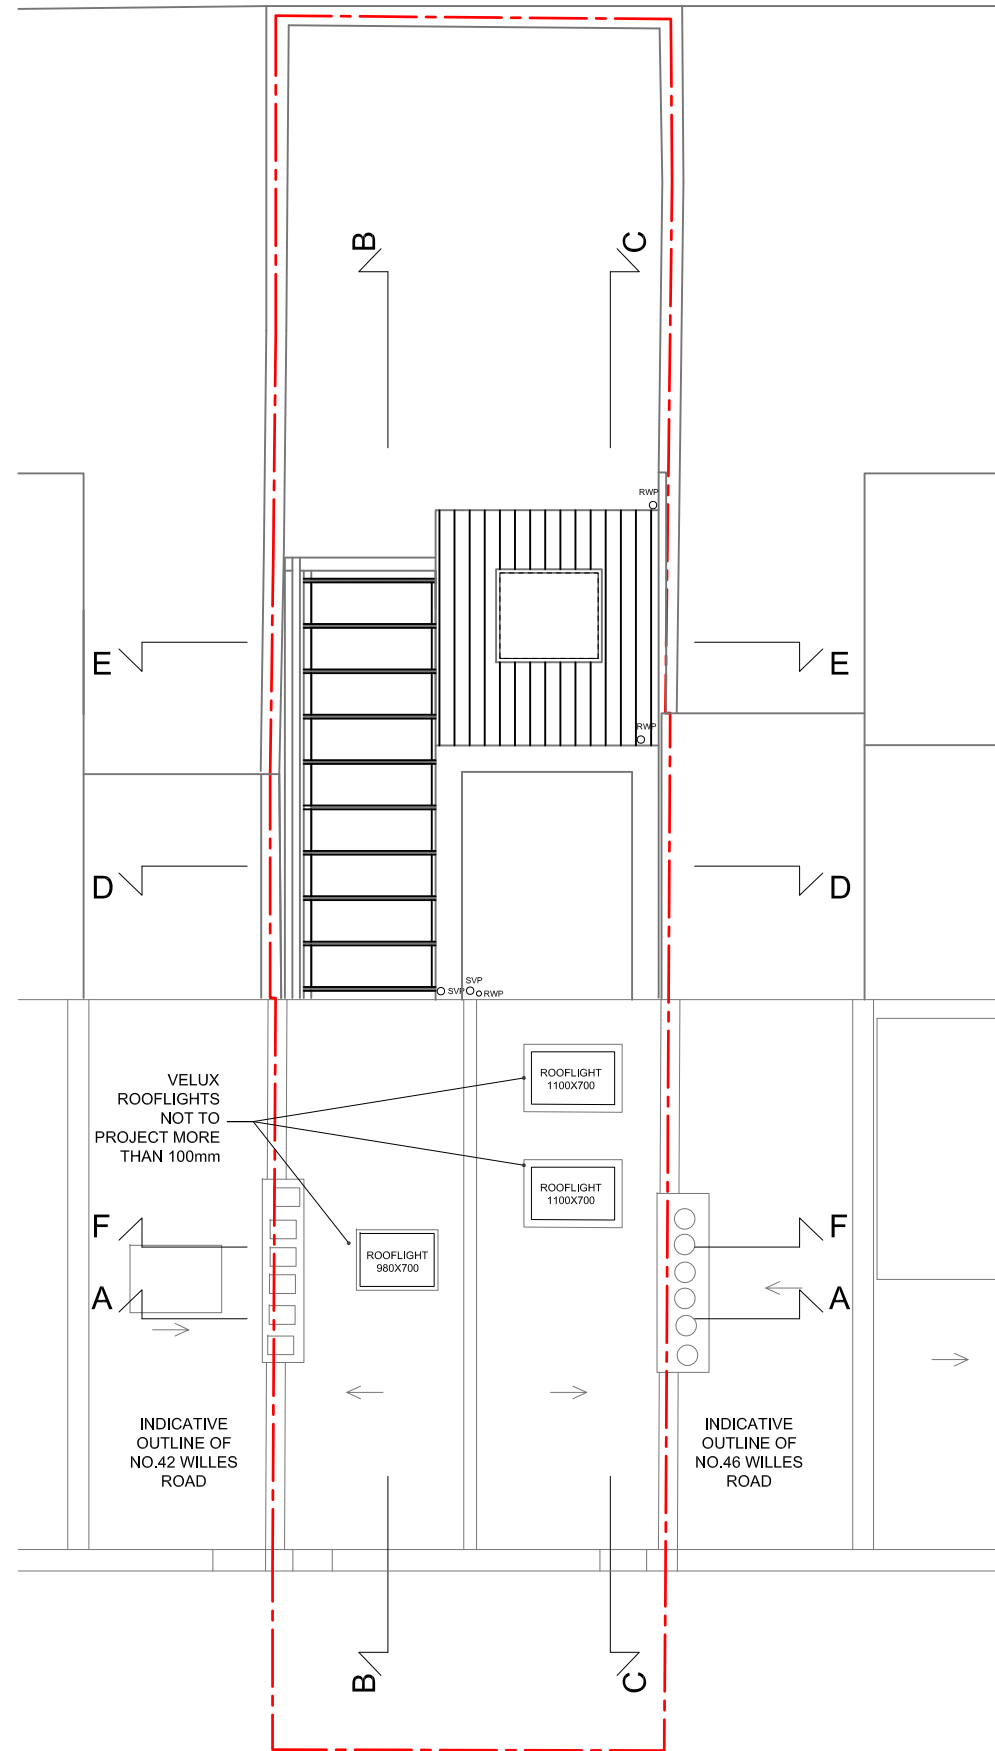 B
C
RWP
E
E
RWP
D
D
SVP
SVP
RWP
VELUX
ROOFLIGHTS
NOT TO
PROJECT MORE
THAN 100mm
ROOFLIGHT
1100X700
ROOFLIGHT
1100X700
F
F
ROOFLIGHT
980X700
A
A
INDICATIVE
OUTLINE OF
NO.42 WILLES
ROAD
INDICATIVE
OUTLINE OF
NO.46 WILLES
ROAD
B
C